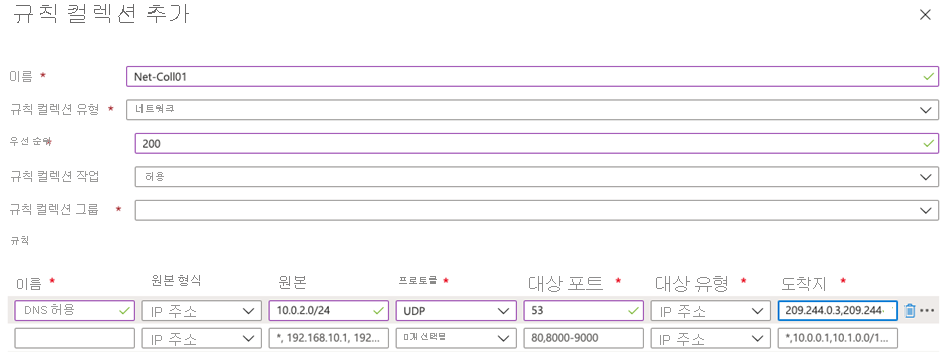 규칙 컬렉션 추가
이름 * Net-Coll01
규칙 컬렉션 유형 * 네트워크
우선 순위 * 200
규칙 컬렉션 작업 허용
규칙 컬렉션 그룹 *
규칙
이름 * 원본 형식 원본 프로토콜 * 대상 포트 * 대상 유형 * 도착지 *
DNS 허용 IP 주소 10.0.2.0/24 UDP 53 IP 주소 209.244.0.3,209.244
IP 주소 *, 192.168.10.1, 192... 0개 선택됨 80,8000-9000 IP 주소 *,10.0.0.1,10.1.0.0/1...